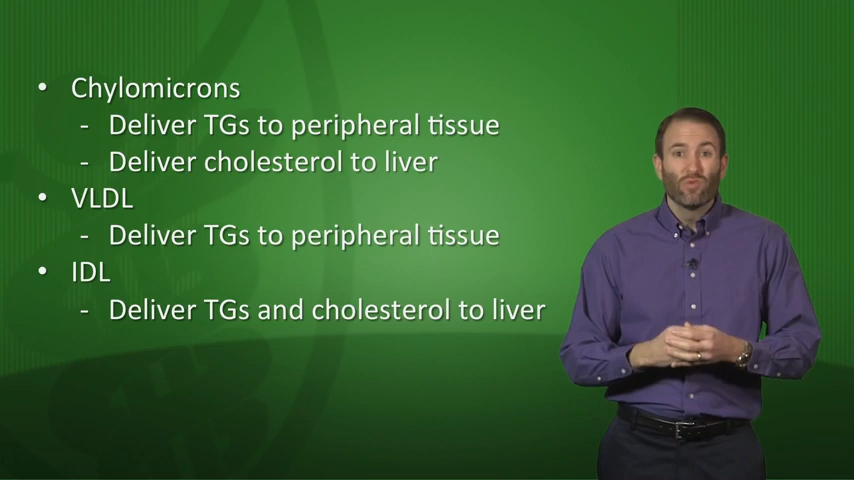 • Chylomicrons
- Deliver TGs to peripheral tissue
- Deliver cholesterol to liver
• VLDL
- Deliver TGs to peripheral tissue
• IDL
- Deliver TGs and cholesterol to liver